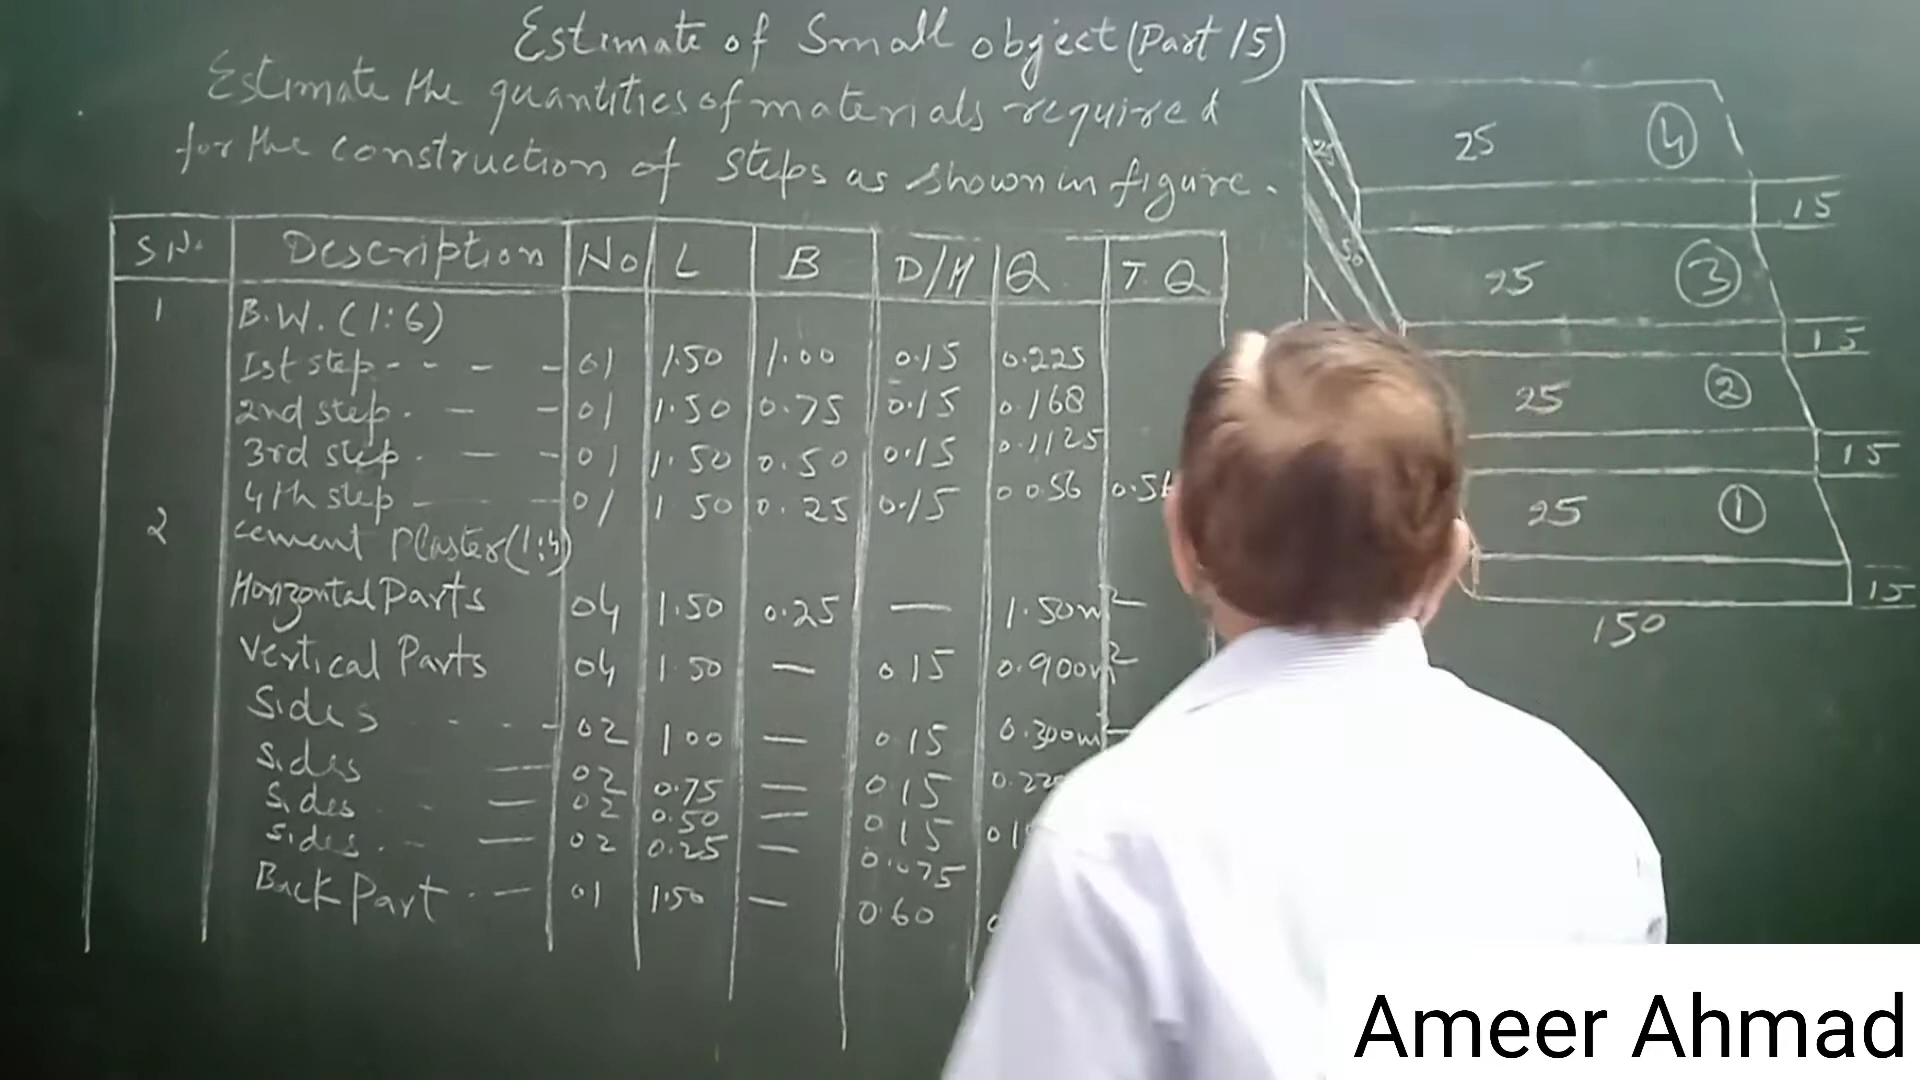 Estimate of Small object (Part 15)
Estimate the quantities of materials required
for the construction of steps as shown in figure.
S No. Description No L B D/H Q T.Q
1 B.W. (1:6)
1st step - - - - 01 1.50 1.00 0.15 0.225
2nd step. - - 01 1.50 0.75 0.15 0.168
3rd step. - - 01 1.50 0.50 0.15 0.1125
4th step - - 01 1.50 0.25 0.15 0.056
2 Cement Plaster (1:4)
Horizontal Parts 04 1.50 0.25 — 1.50m²
Vertical Parts 04 1.50 — 0.15 0.900m²
Sides - - - 02 1.00 — 0.15 0.300m²
Sides — 02 0.75 — 0.15
Sides - - — 02 0.50 — 0.15
Sides. - — 02 0.25 — 0.075
Back Part - - — 01 1.50 — 0.60
25 4
15
50
25 3
15
25 2
15
25 1
15
150
Ameer Ahmad